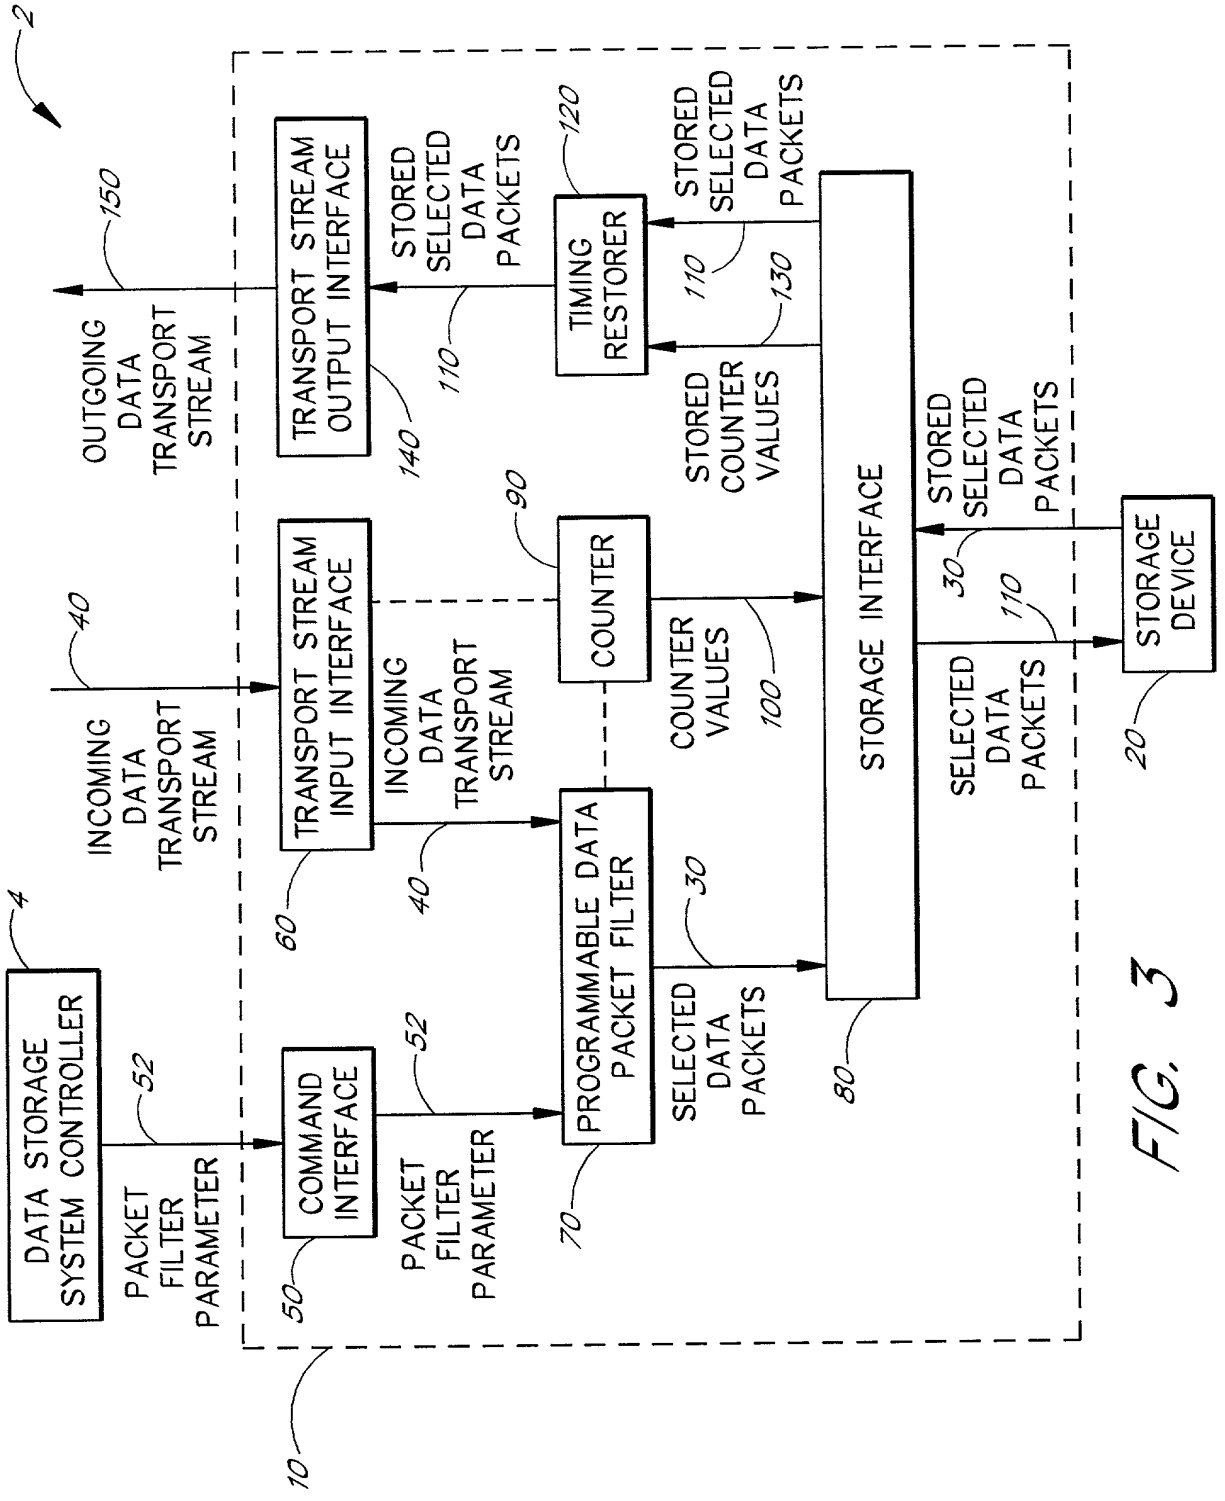 2
DATA STORAGE
SYSTEM CONTROLLER
4
PACKET
FILTER
PARAMETER
52
INCOMING
DATA
TRANSPORT
STREAM
40
OUTGOING
DATA
TRANSPORT
STREAM
150
10
COMMAND
INTERFACE
50
TRANSPORT STREAM
INPUT INTERFACE
60
TRANSPORT STREAM
OUTPUT INTERFACE
140
PACKET
FILTER
PARAMETER
52
40
INCOMING
DATA
TRANSPORT
STREAM
110
STORED
SELECTED
DATA
PACKETS
PROGRAMMABLE DATA
PACKET FILTER
70
COUNTER
90
TIMING
RESTORER
120
SELECTED
DATA
PACKETS
30
COUNTER
VALUES
100
STORED
COUNTER
VALUES
130
110
STORED
SELECTED
DATA
PACKETS
STORAGE INTERFACE
80
SELECTED
DATA
PACKETS
110
30
STORED
SELECTED
DATA
PACKETS
STORAGE
DEVICE
20
FIG. 3